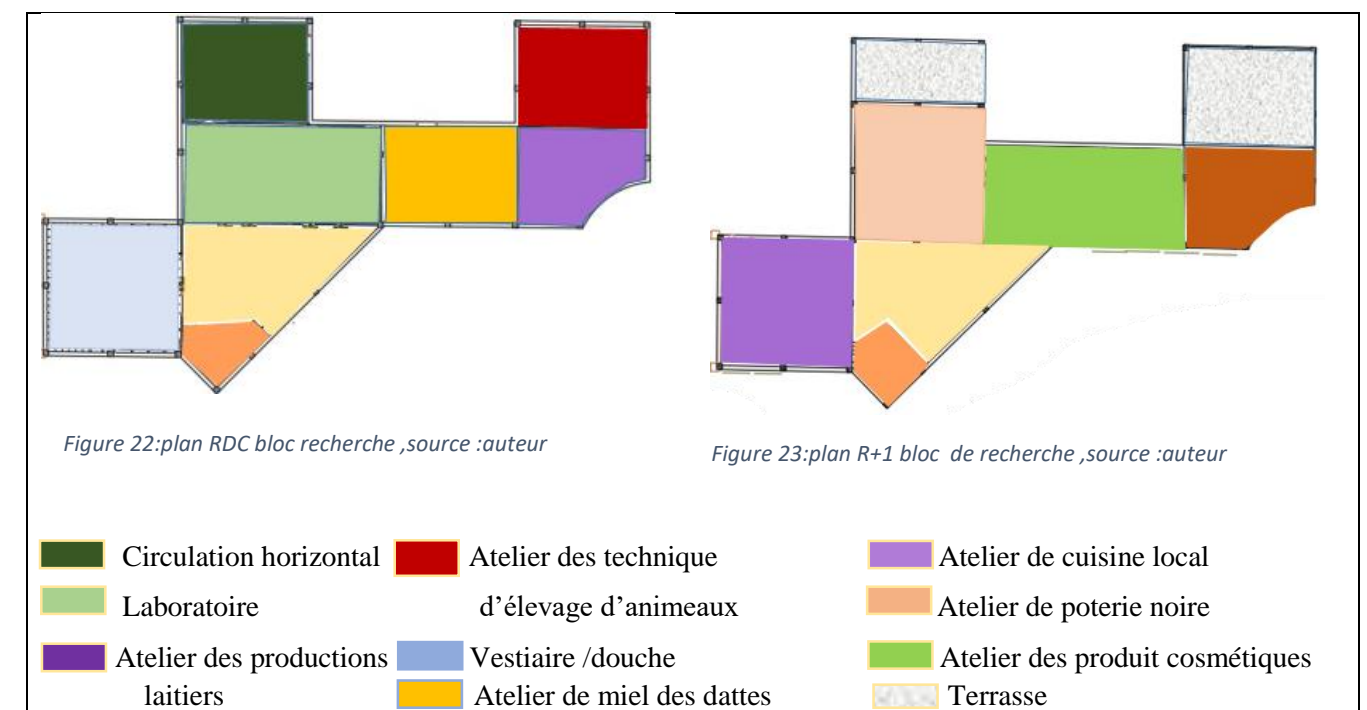 Figure 22:plan RDC bloc recherche ,source :auteur
Figure 23:plan R+1 bloc de recherche ,source :auteur
Circulation horizontal
Laboratoire
Atelier des productions
laitiers
Atelier des technique
d’élevage d’animeaux
Vestiaire /douche
Atelier de miel des dattes
Atelier de cuisine local
Atelier de poterie noire
Atelier des produit cosmétiques
Terrasse